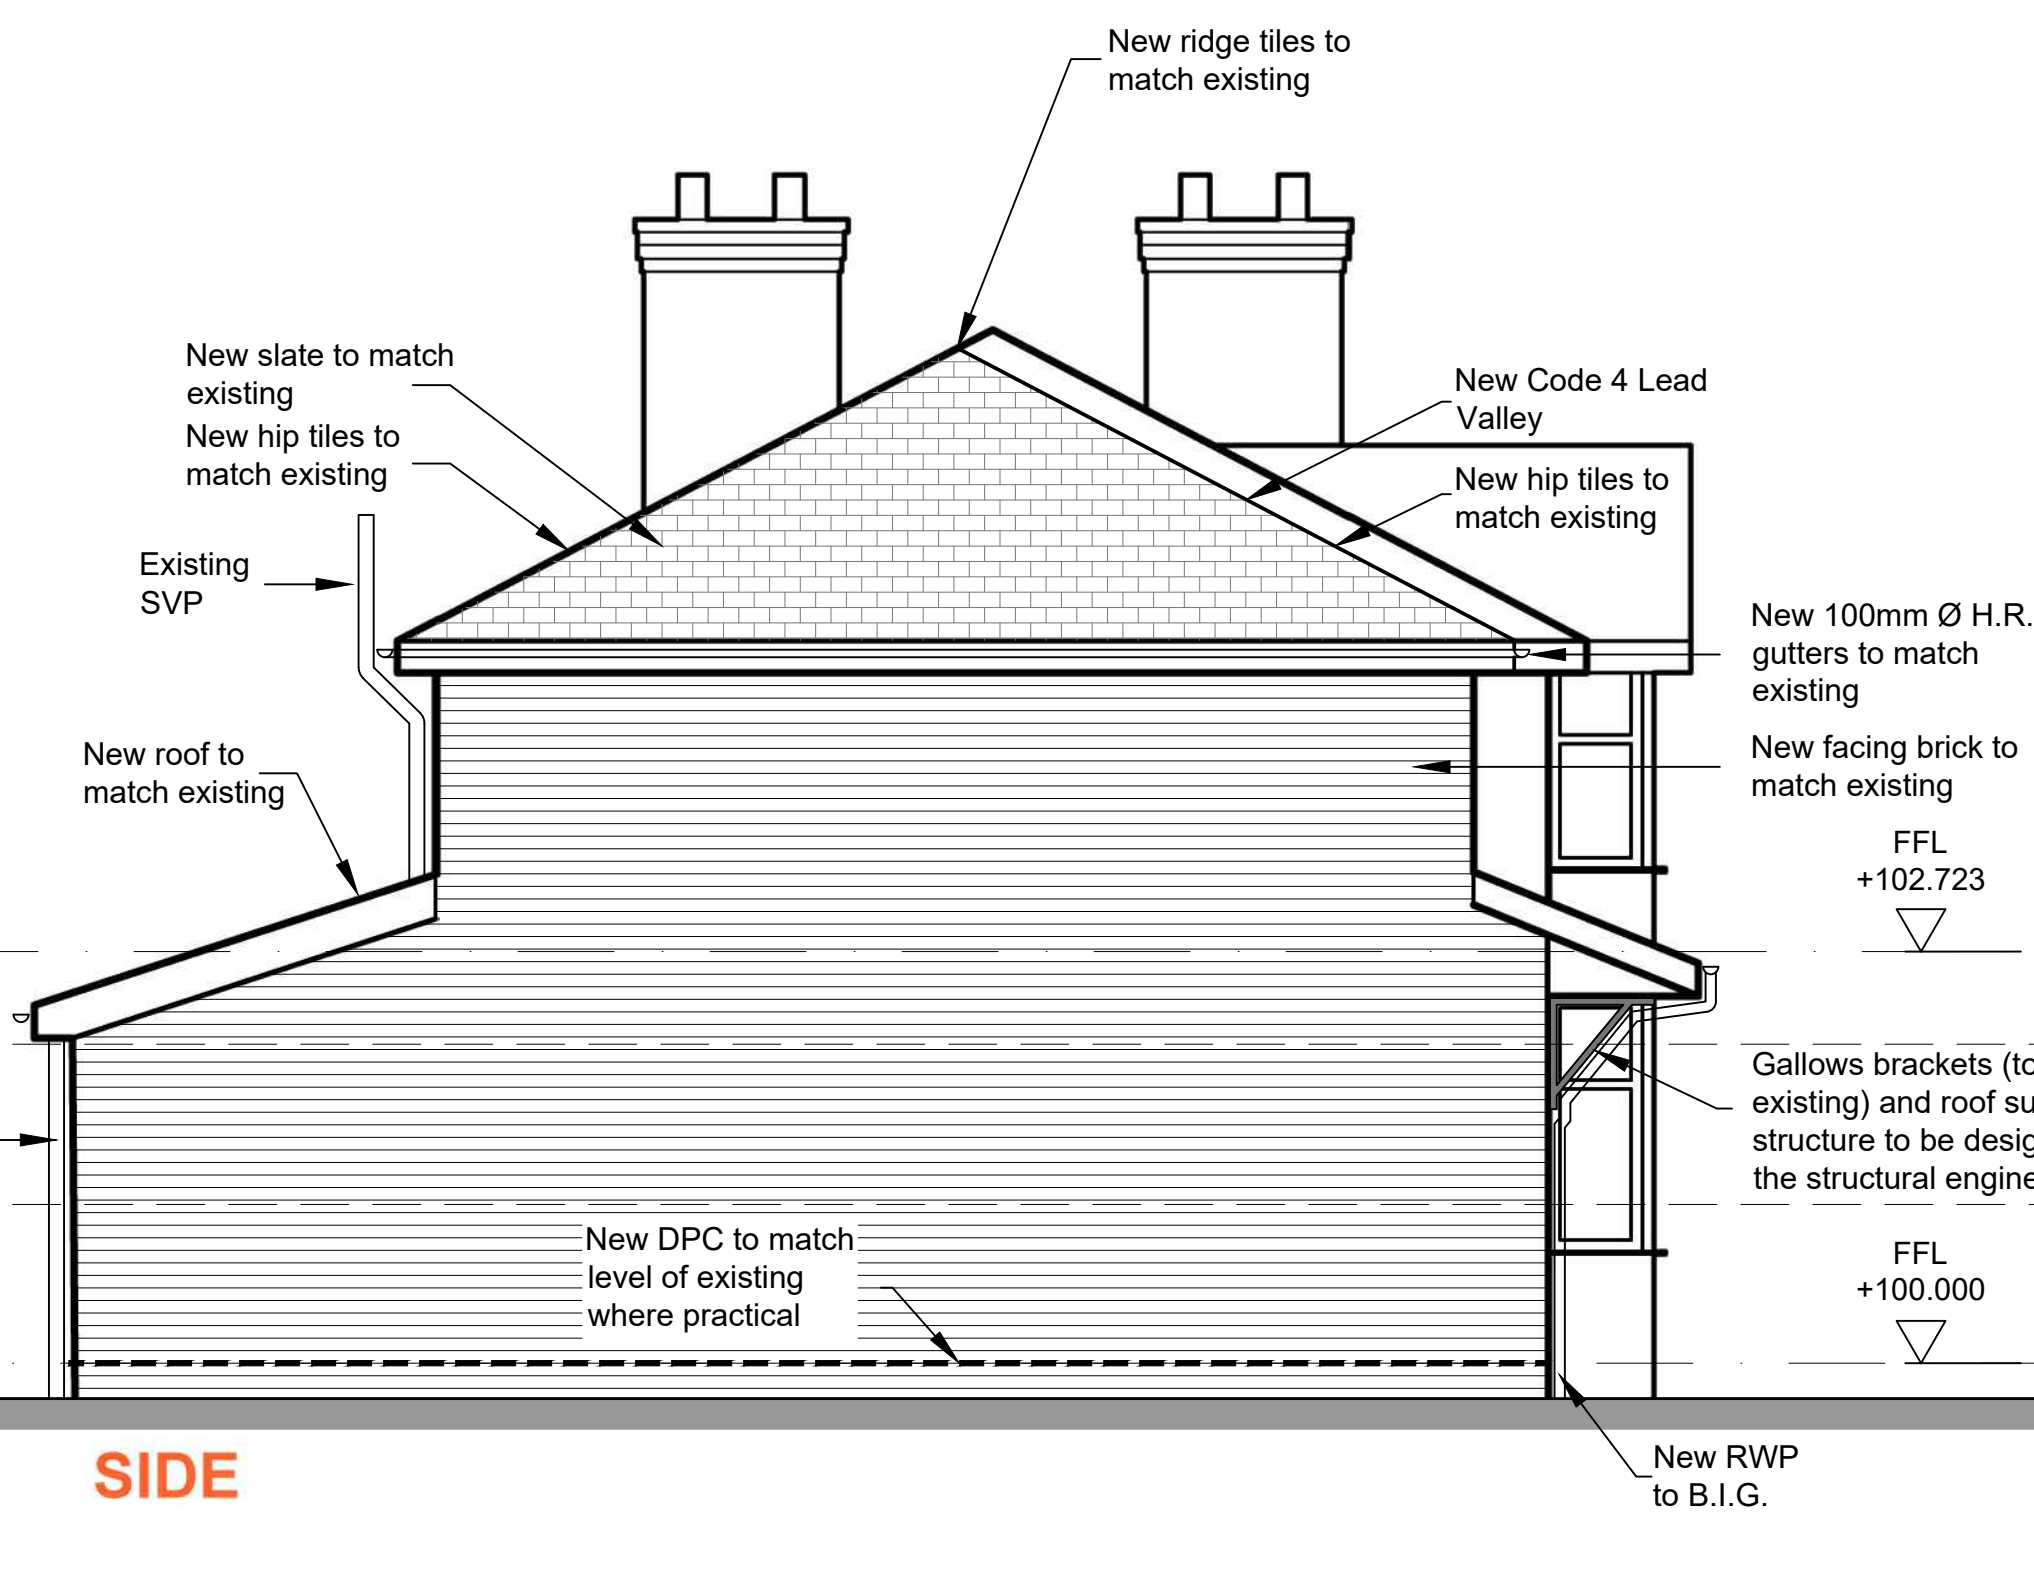 New ridge tiles to
match existing
New slate to match
existing
New hip tiles to
match existing
New Code 4 Lead
Valley
New hip tiles to
match existing
Existing
SVP
New 100mm Ø H.R.
gutters to match
existing
New roof to
match existing
New facing brick to
match existing
FFL
+102.723
Gallows brackets (to
existing) and roof su
structure to be desig
the structural engine
New DPC to match
level of existing
where practical
FFL
+100.000
SIDE
New RWP
to B.I.G.